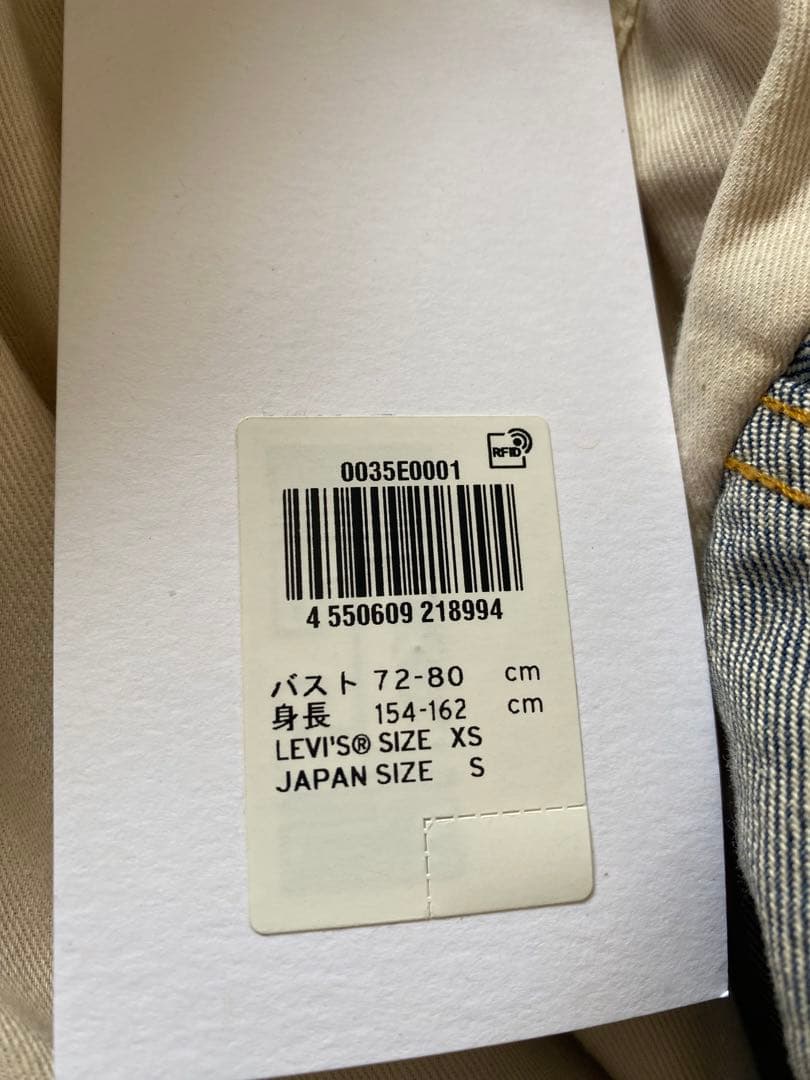 RFID
0035E0001
4 550609 218994
バスト 72-80 cm
身長 154-162 cm
LEVI'S® SIZE XS
JAPAN SIZE S